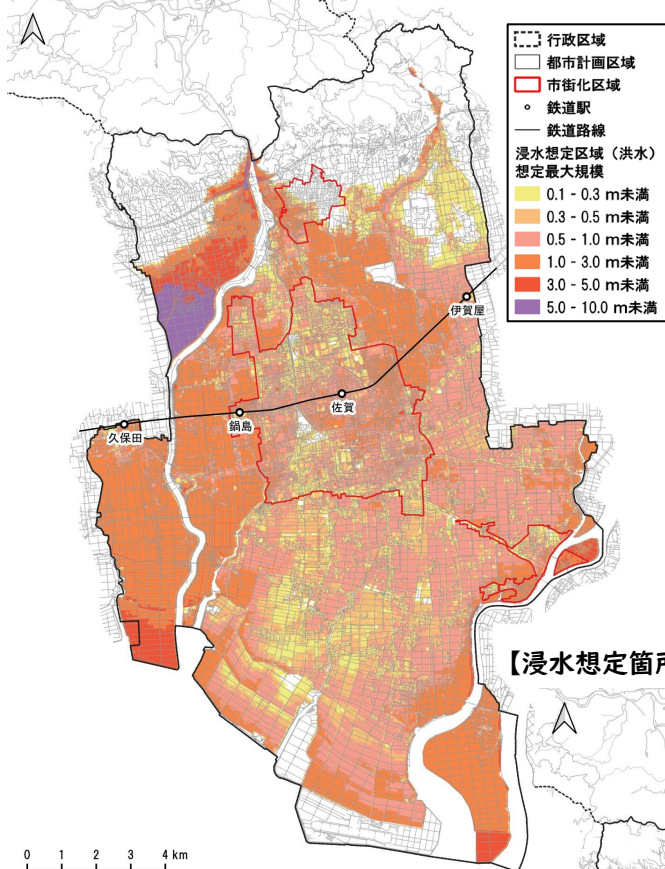 行政区域
都市計画区域
市街化区域
鉄道駅
鉄道路線
浸水想定区域（洪水）
想定最大規模
0.1 - 0.3 m未満
0.3 - 0.5 m未満
0.5 - 1.0 m未満
1.0 - 3.0 m未満
3.0 - 5.0 m未満
5.0 - 10.0 m未満
伊賀屋
佐賀
鍋島
久保田
【浸水想定箇所
0 1 2 3 4 km